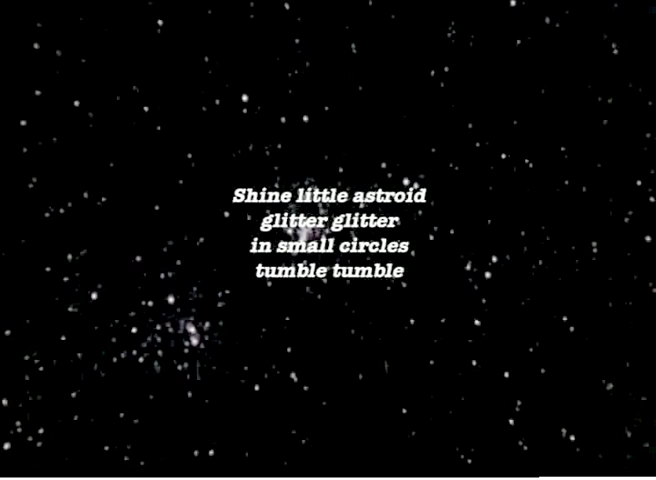 Shine little astroid
glitter glitter
in small circles
tumble tumble